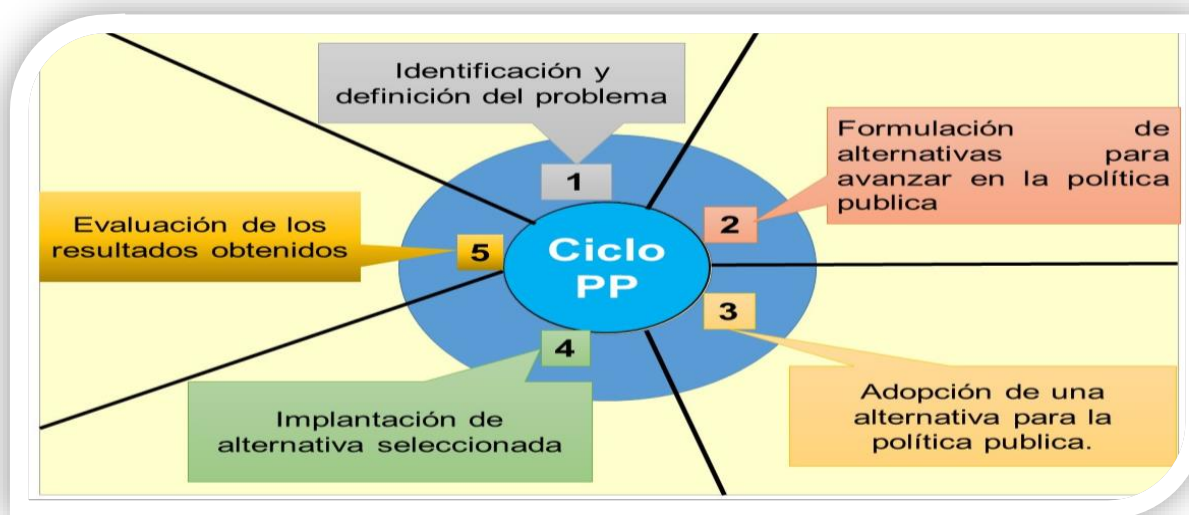 Identificación y
definición del problema
1
Formulación de
alternativas para
avanzar en la política
publica
2
Evaluación de los
resultados obtenidos
5
Ciclo
PP
3
4
Adopción de una
alternativa para la
política publica.
Implantación de
alternativa seleccionada